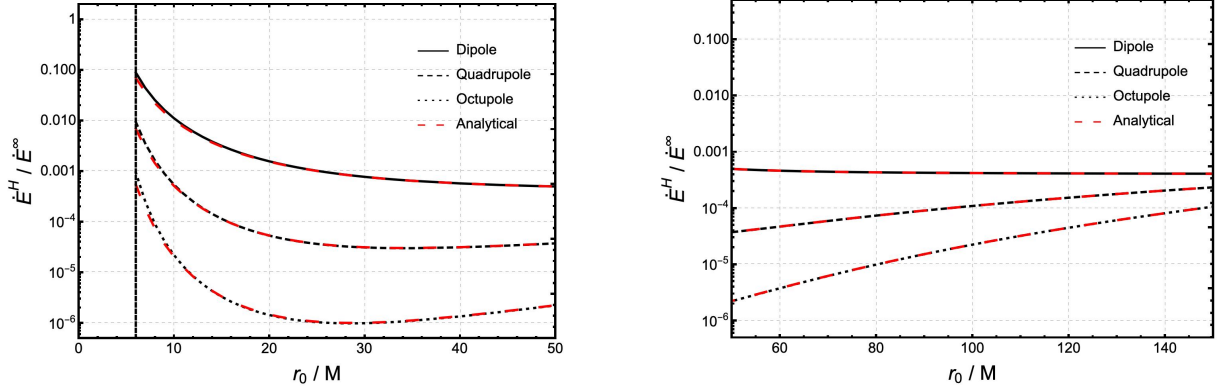 1
0.100
0.010
0.001
10⁻⁴
10⁻⁵
10⁻⁶
Ė^H / Ė^∞
Dipole
Quadrupole
Octupole
Analytical
0 10 20 30 40 50
r₀ / M
0.100
0.010
0.001
10⁻⁴
10⁻⁵
10⁻⁶
Ė^H / Ė^∞
Dipole
Quadrupole
Octupole
Analytical
60 80 100 120 140
r₀ / M